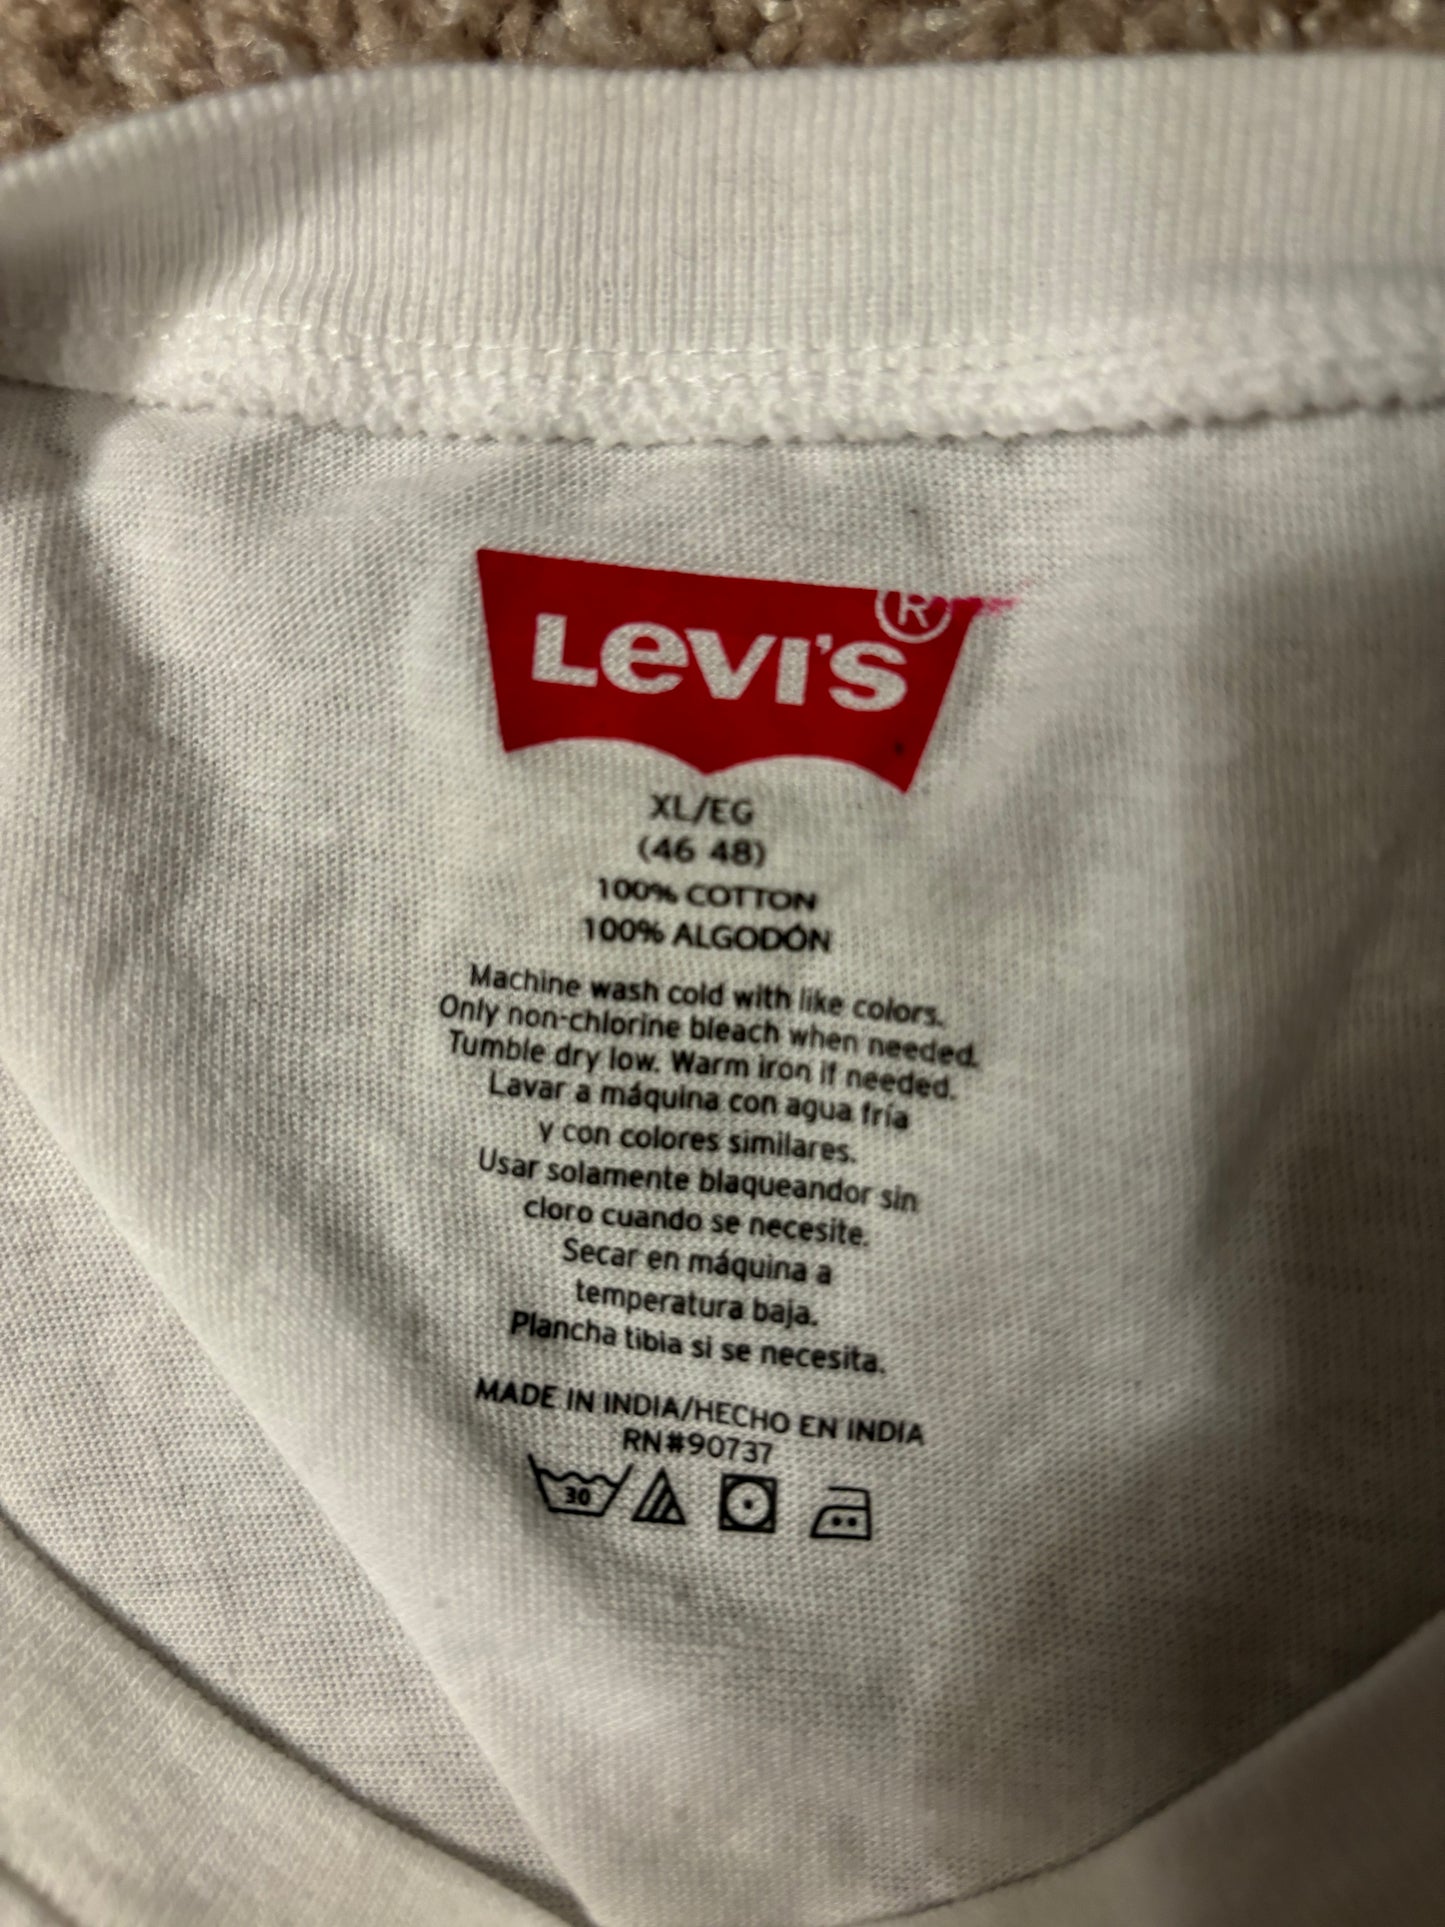 Levi's®
XL/EG
(46 48)
100% COTTON
100% ALGODÓN
Machine wash cold with like colors.
Only non-chlorine bleach when needed.
Tumble dry low. Warm iron if needed.
Lavar a máquina con agua fría
y con colores similares.
Usar solamente blaqueandor sin
cloro cuando se necesite.
Secar en máquina a
temperatura baja.
Plancha tibia si se necesita.
MADE IN INDIA/HECHO EN INDIA
RN#90737
30